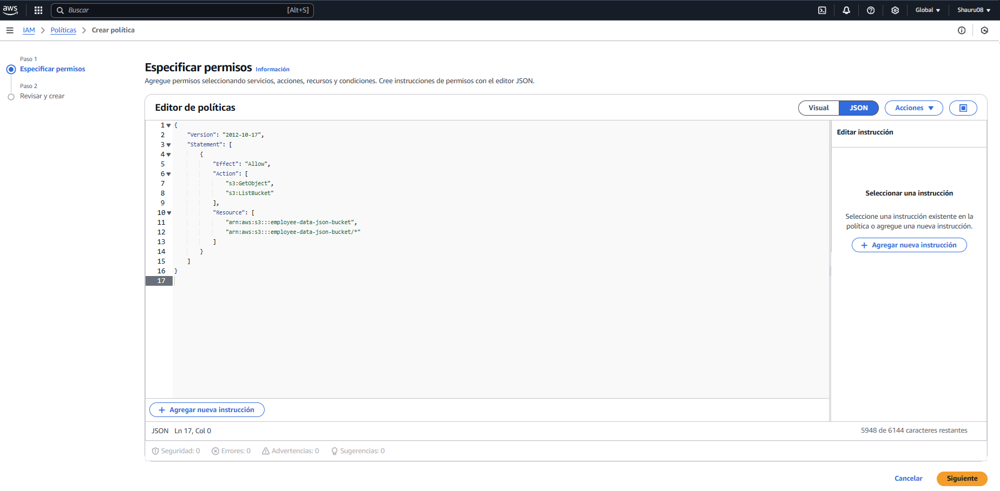 aws
Buscar [Alt+S] Global Shauru08
IAM Políticas Crear política
Paso 1
Especificar permisos
Paso 2
Revisar y crear
Especificar permisos Información
Agregue permisos seleccionando servicios, acciones, recursos y condiciones. Cree instrucciones de permisos con el editor JSON.
Editor de políticas Visual JSON Acciones
1 {
2 "Version": "2012-10-17",
3 "Statement": [
4 {
5 "Effect": "Allow",
6 "Action": [
7 "s3:GetObject",
8 "s3:ListBucket"
9 ],
10 "Resource": [
11 "arn:aws:s3:::employee-data-json-bucket",
12 "arn:aws:s3:::employee-data-json-bucket/*"
13 ]
14 }
15 ]
16 }
17
Editar instrucción
Seleccionar una instrucción
Seleccione una instrucción existente en la
política o agregue una nueva instrucción.
+ Agregar nueva instrucción
+ Agregar nueva instrucción
JSON Ln 17, Col 0 5948 de 6144 caracteres restantes
Seguridad: 0 Errores: 0 Advertencias: 0 Sugerencias: 0
Cancelar Siguiente